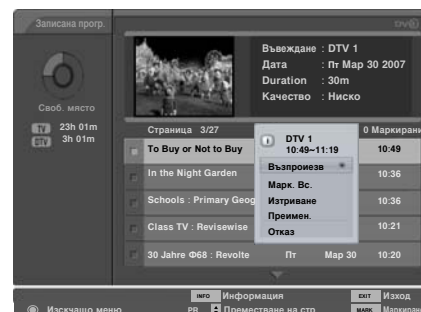 Записана прогр.
DVR
Въвеждане : DTV 1
Дата : Пт Мар 30 2007
Duration : 30m
Качество : Ниско
Своб. място
TV 23h 01m
DTV 3h 01m
Страница 3/27 0 Маркирани
To Buy or Not to Buy 10:49
In the Night Garden 10:36
Schools : Primary Geog 10:36
Class TV : Revisewise 10:21
30 Jahre Ф68 : Revolte Пт Мар 30 10:20
i DTV 1
10:49~11:19
Възпроизв
Марк. Вс.
Изтриване
Преимен.
Отказ
INFO Информация EXIT Изход
Изскчащо меню PR Преместване на стр. MARK Маркиран